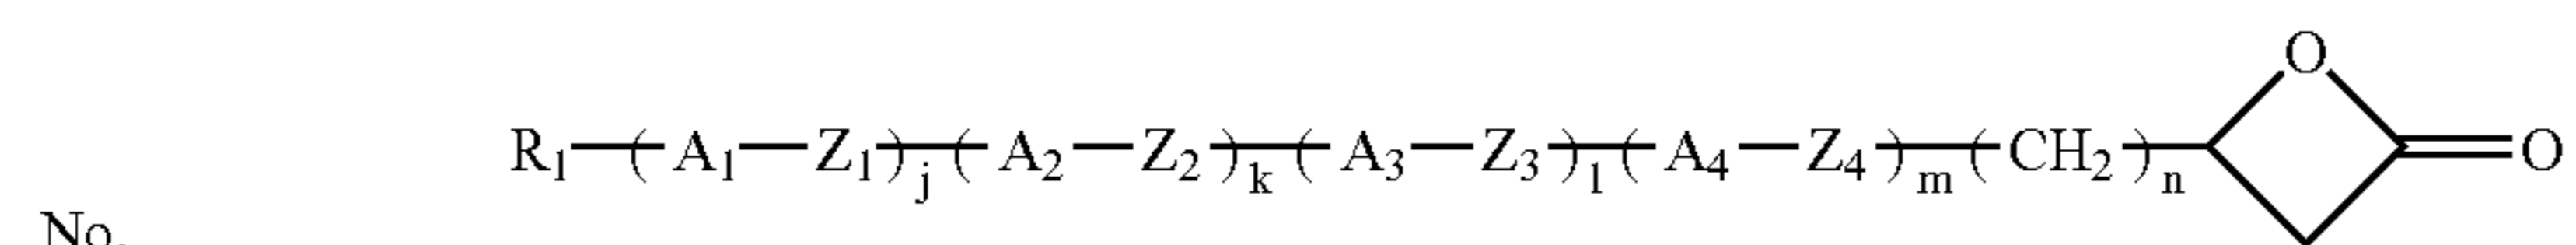 O
R₁—(A₁—Z₁)j(A₂—Z₂)k(A₃—Z₃)l(A₄—Z₄)m(CH₂)n =O
No.